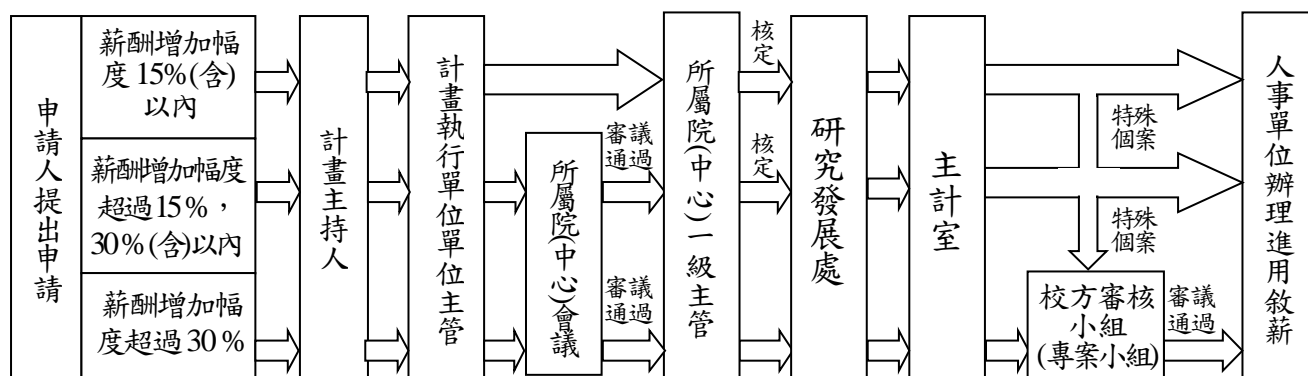 申請人提出申請
薪酬增加幅
度15%(含)
以內
薪酬增加幅度
超過15%，
30%(含)以內
薪酬增加幅
度超過30%
計畫主持人
計畫執行單位單位主管
所屬院(中心)會議
審議
通過
審議
通過
所屬院(中心)一級主管
核定
核定
研究發展處
主計室
特殊
個案
特殊
個案
校方審核
小組
(專案小組)
審議
通過
人事單位辦理進用敘薪